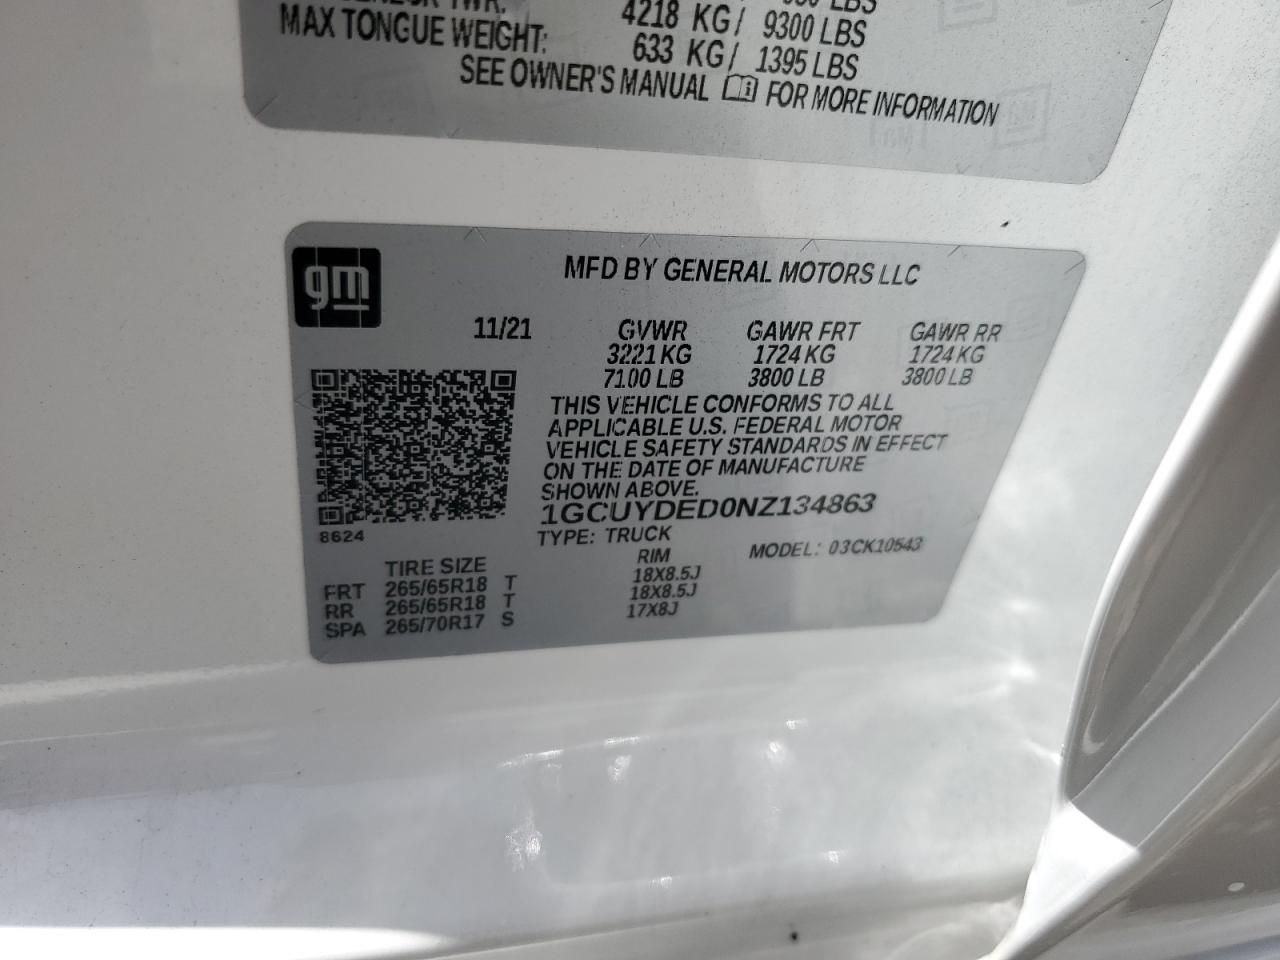 4218 KG/ 9300 LBS
MAX TONGUE WEIGHT: 633 KG/ 1395 LBS
SEE OWNER'S MANUAL FOR MORE INFORMATION
gm
MFD BY GENERAL MOTORS LLC
11/21 GVWR GAWR FRT GAWR RR
3221 KG 1724 KG 1724 KG
7100 LB 3800 LB 3800 LB
THIS VEHICLE CONFORMS TO ALL
APPLICABLE U.S. FEDERAL MOTOR
VEHICLE SAFETY STANDARDS IN EFFECT
ON THE DATE OF MANUFACTURE
SHOWN ABOVE.
1GCUYDED0NZ134863
8624
TYPE: TRUCK MODEL: 03CK10543
TIRE SIZE RIM
FRT 265/65R18 T 18X8.5J
RR 265/65R18 T 18X8.5J
SPA 265/70R17 S 17X8J